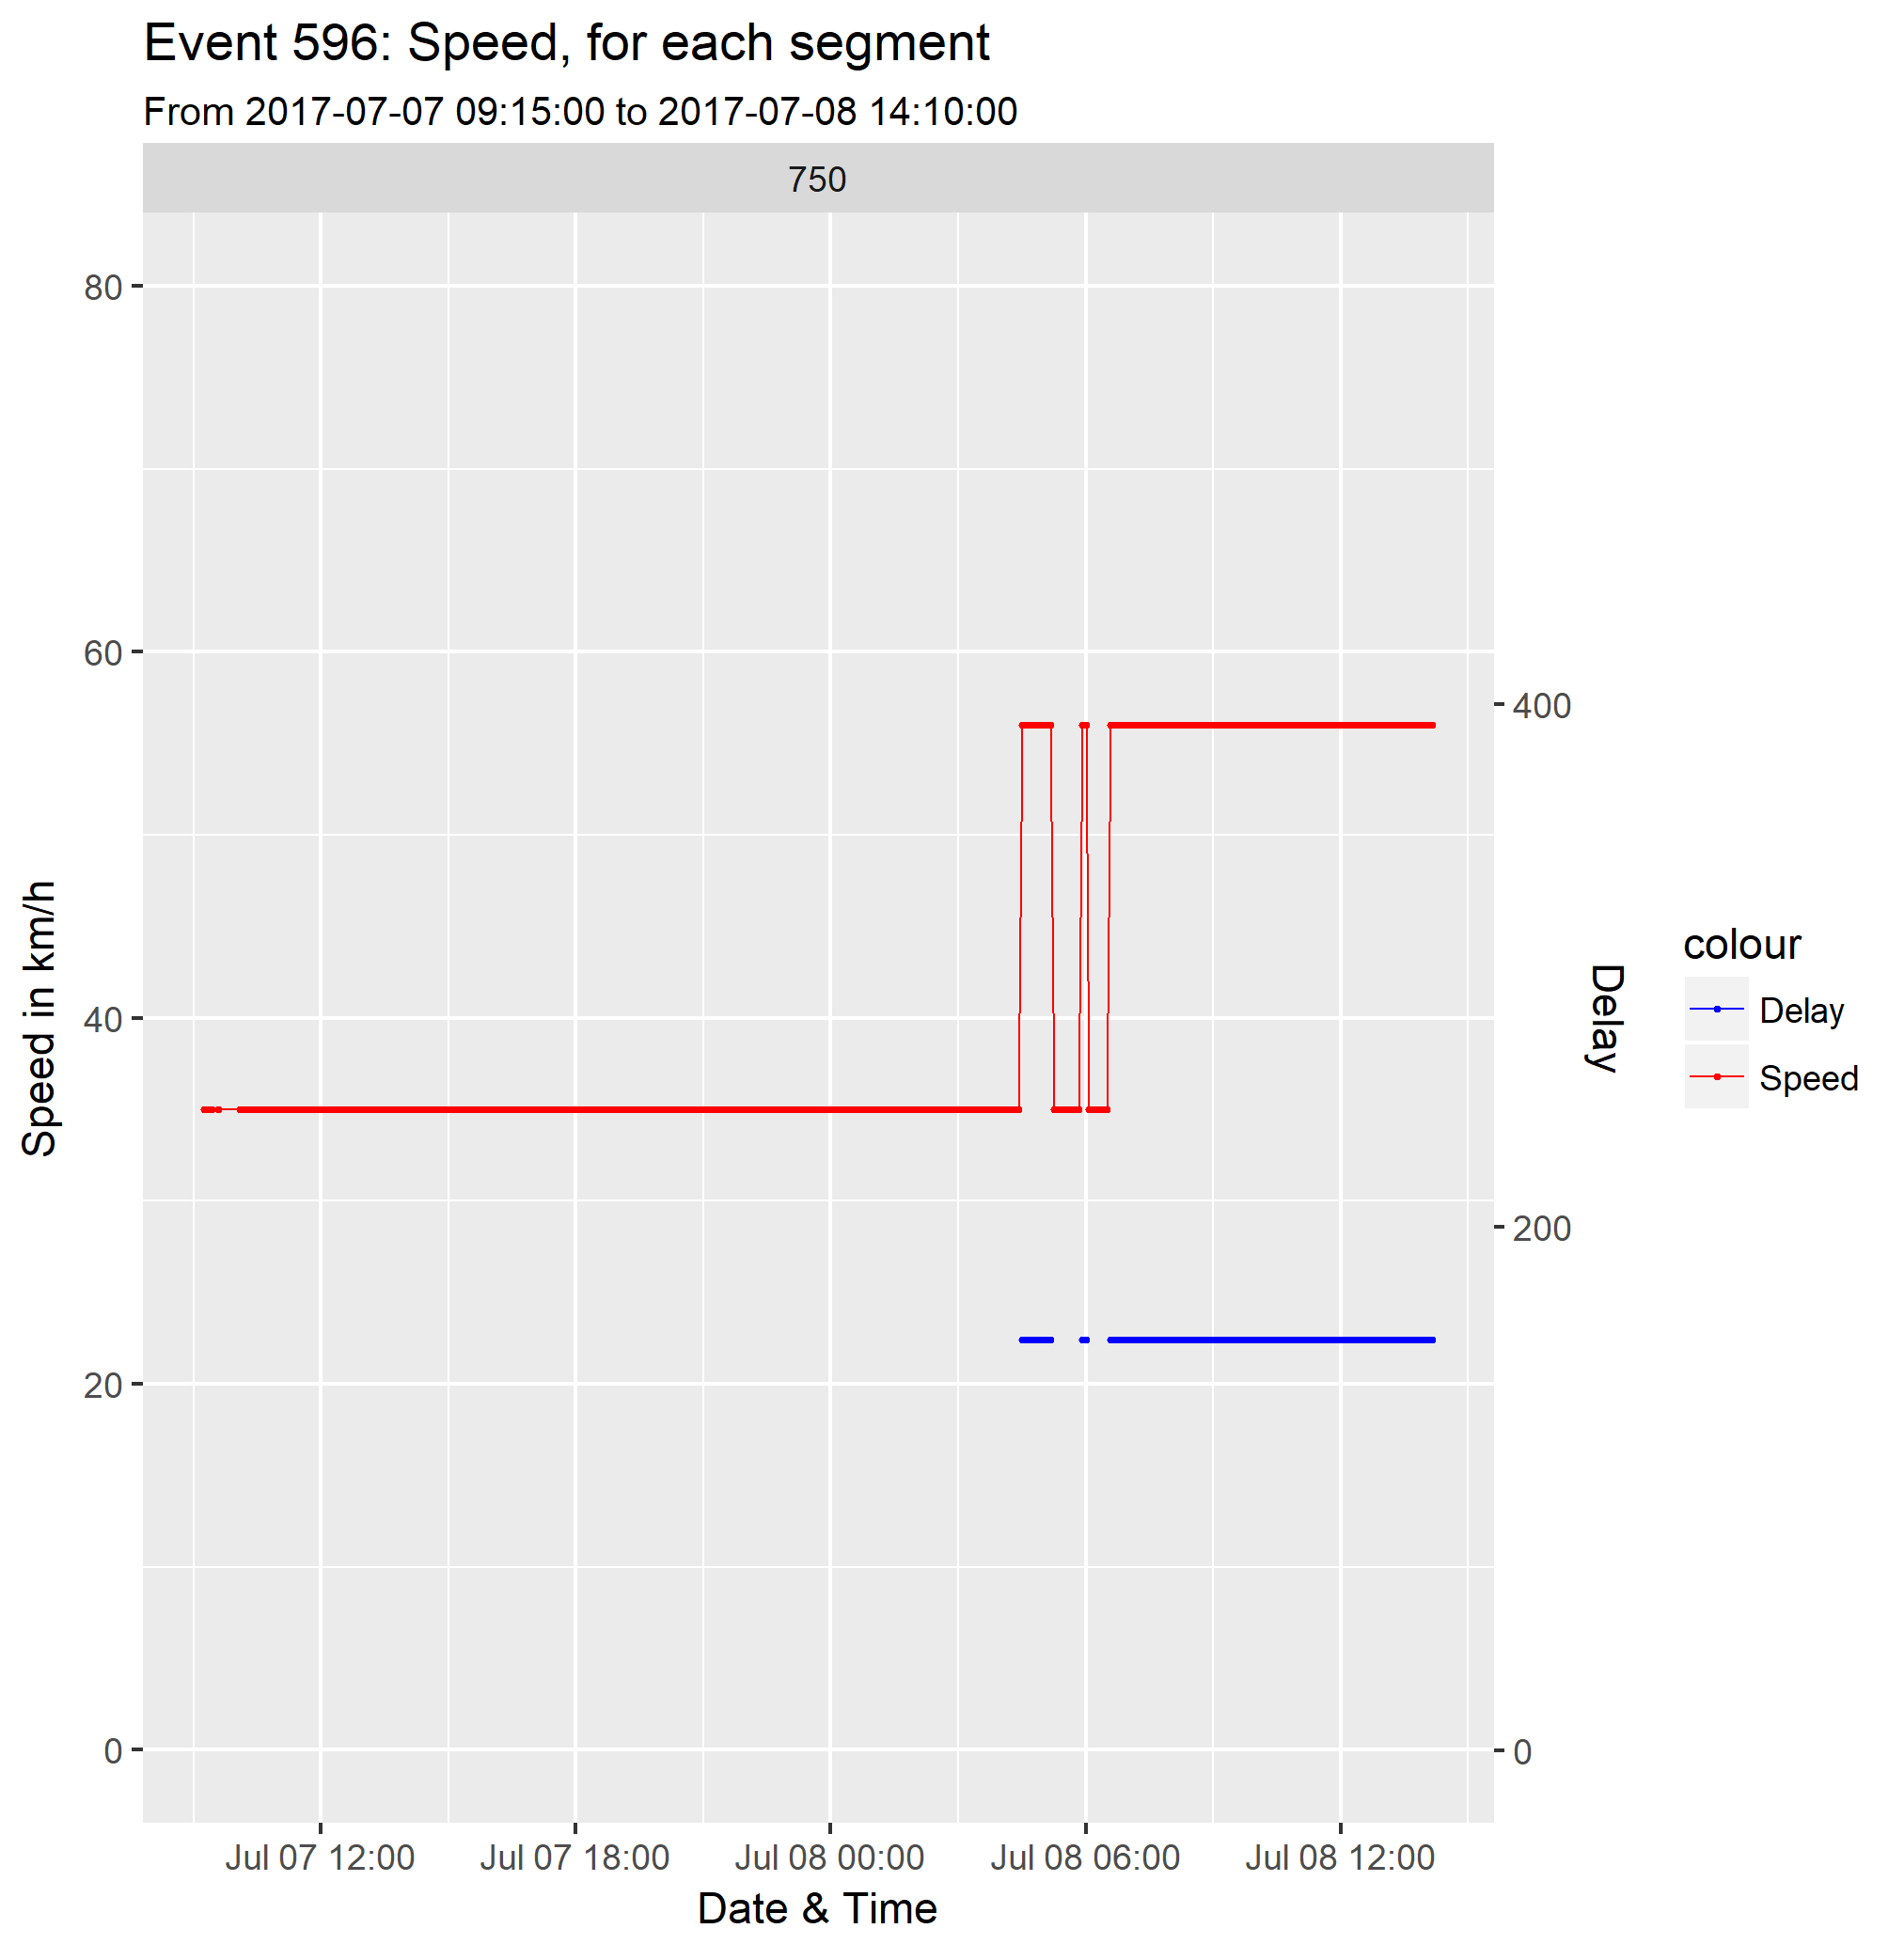 Event 596: Speed, for each segment
From 2017-07-07 09:15:00 to 2017-07-08 14:10:00
750
80
60
40
20
0
Speed in km/h
400
200
0
Delay
colour
Delay
Speed
Jul 07 12:00 Jul 07 18:00 Jul 08 00:00 Jul 08 06:00 Jul 08 12:00
Date & Time